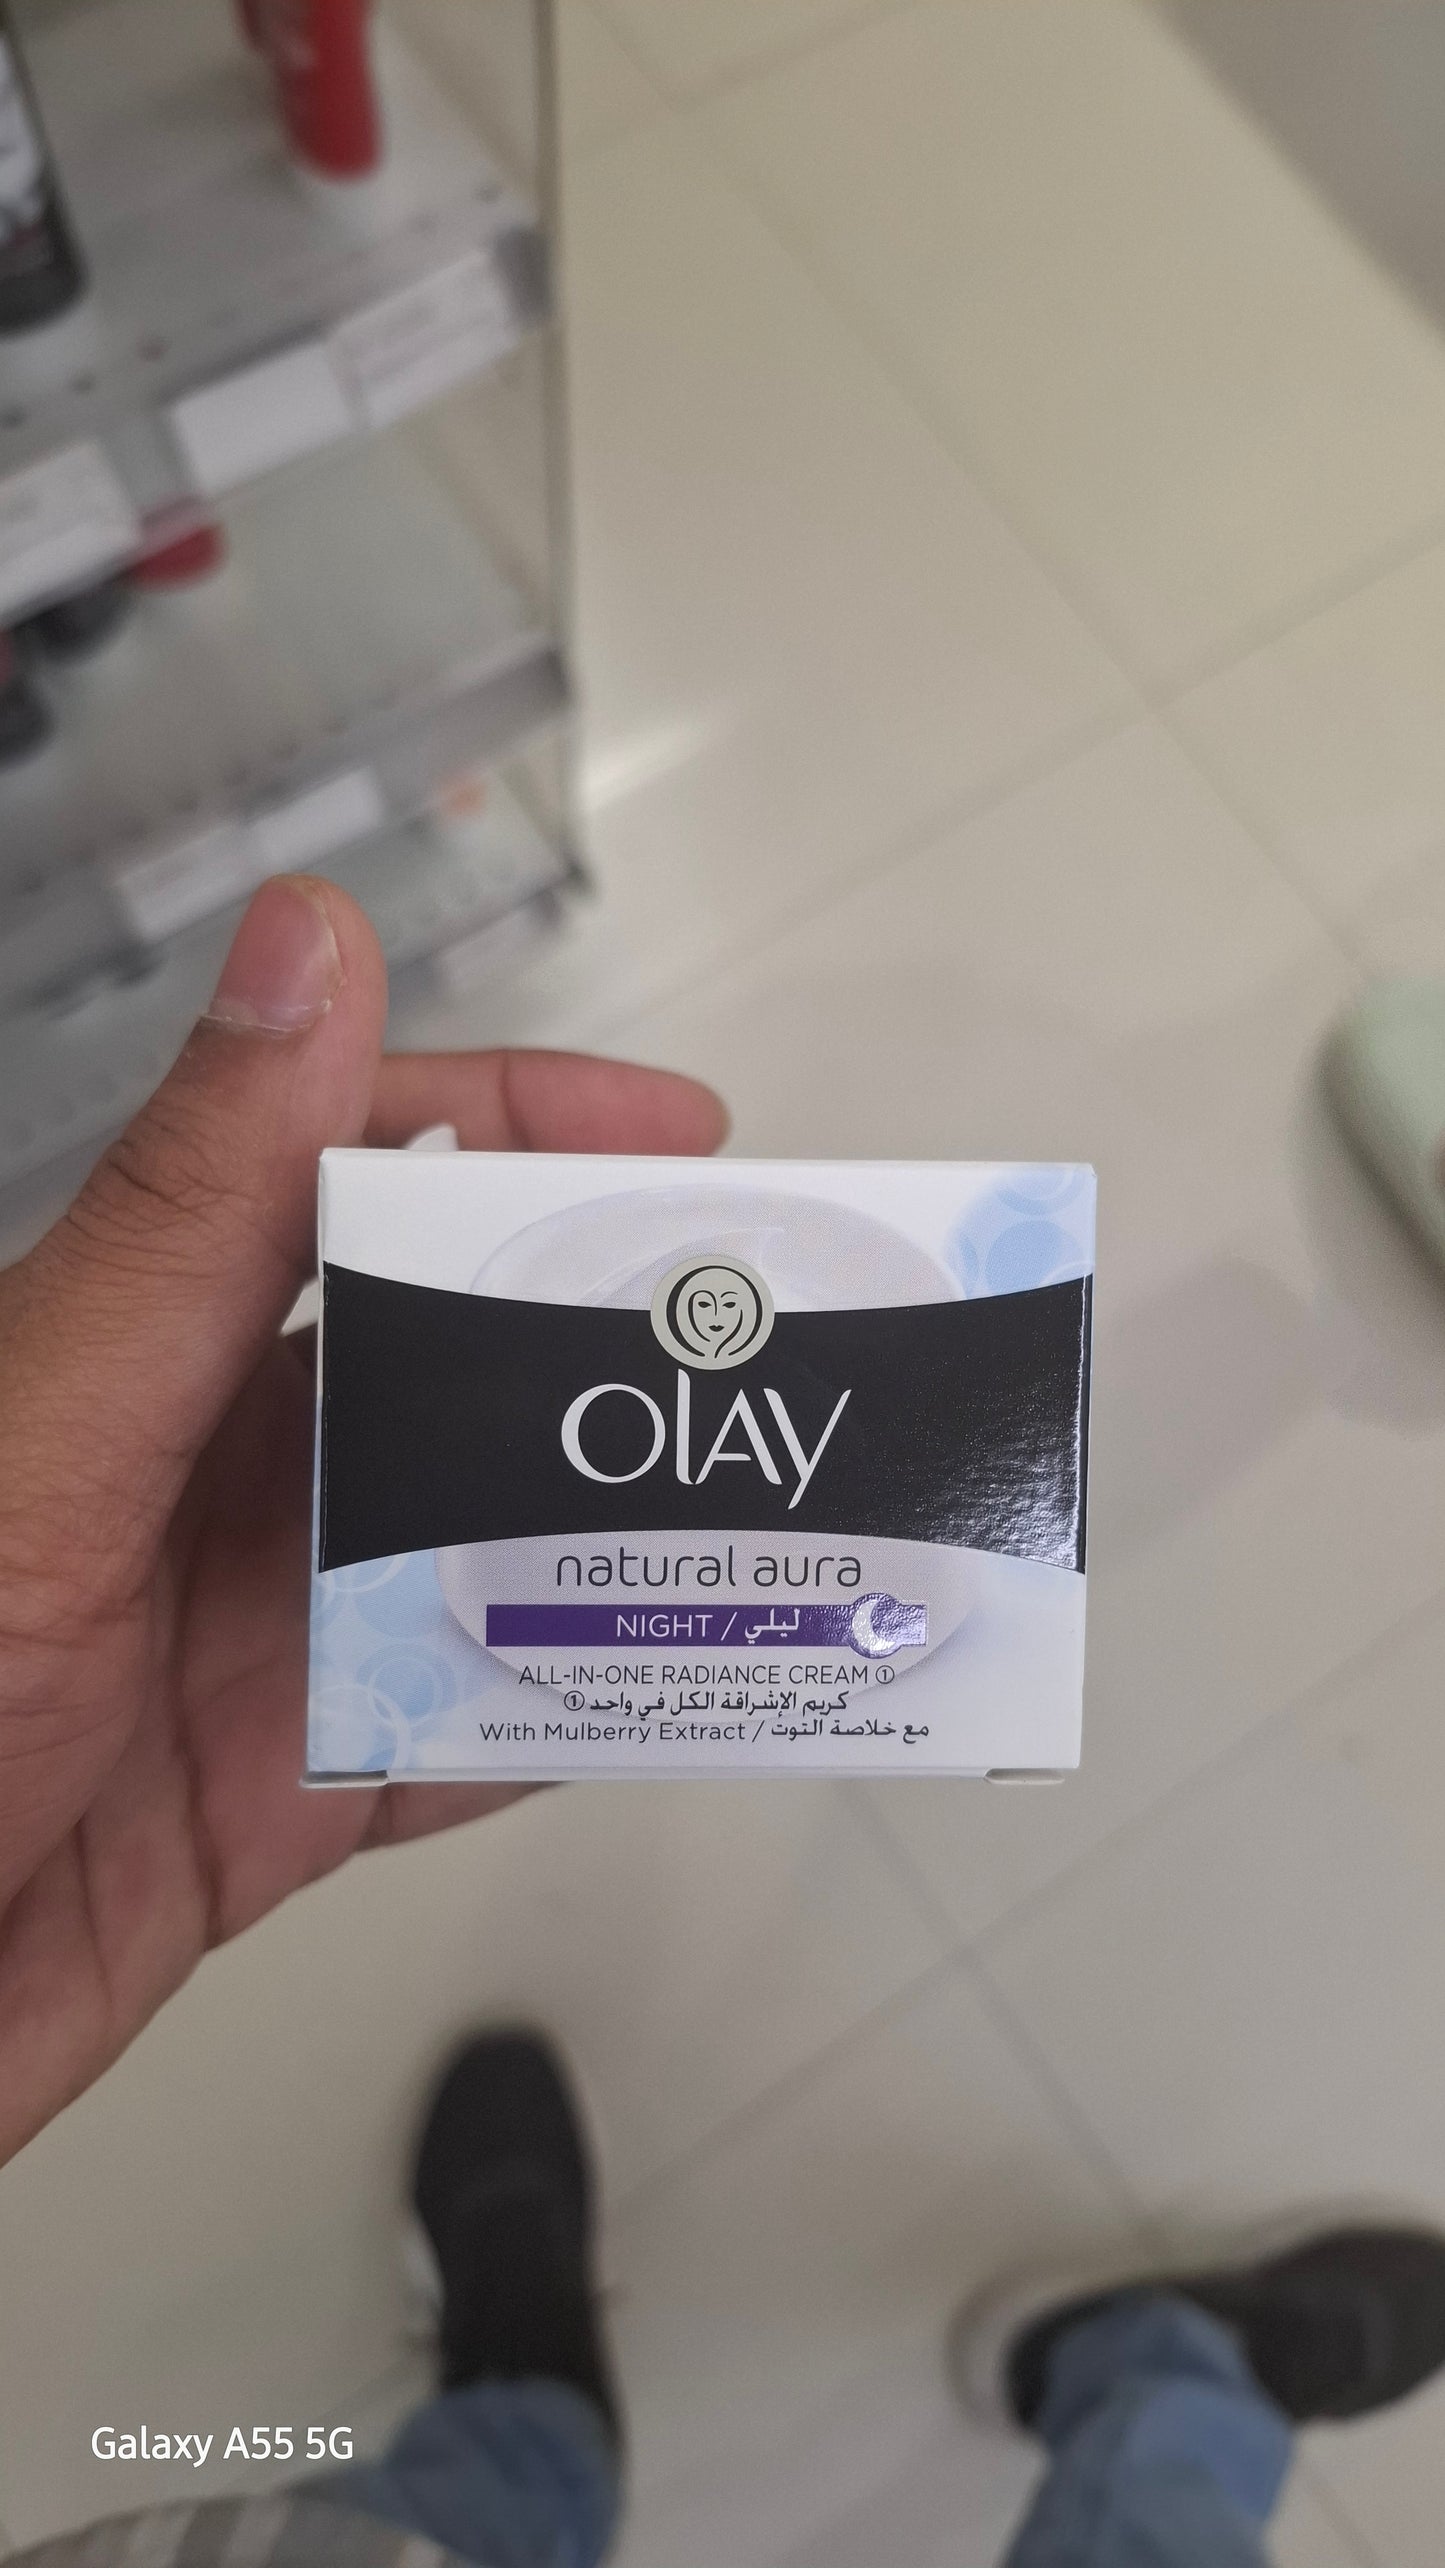 OLAY
natural aura
NIGHT / ليلي
ALL-IN-ONE RADIANCE CREAM ①
كريم الإشراقة الكل في واحد ①
With Mulberry Extract / مع خلاصة التوت
Galaxy A55 5G